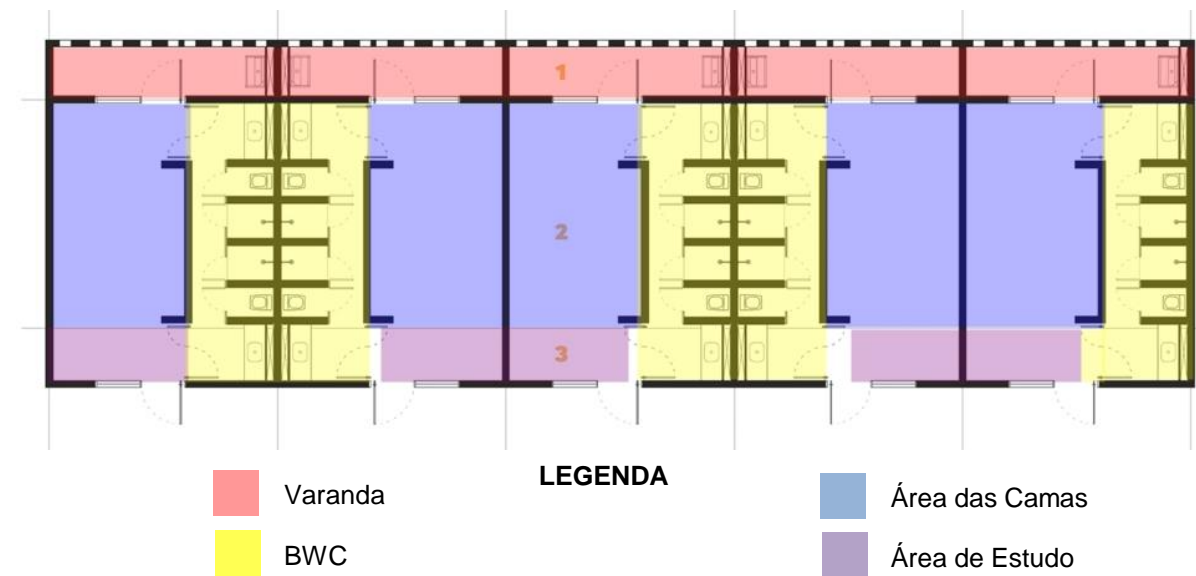 1
2
3
LEGENDA
Varanda
Área das Camas
BWC
Área de Estudo